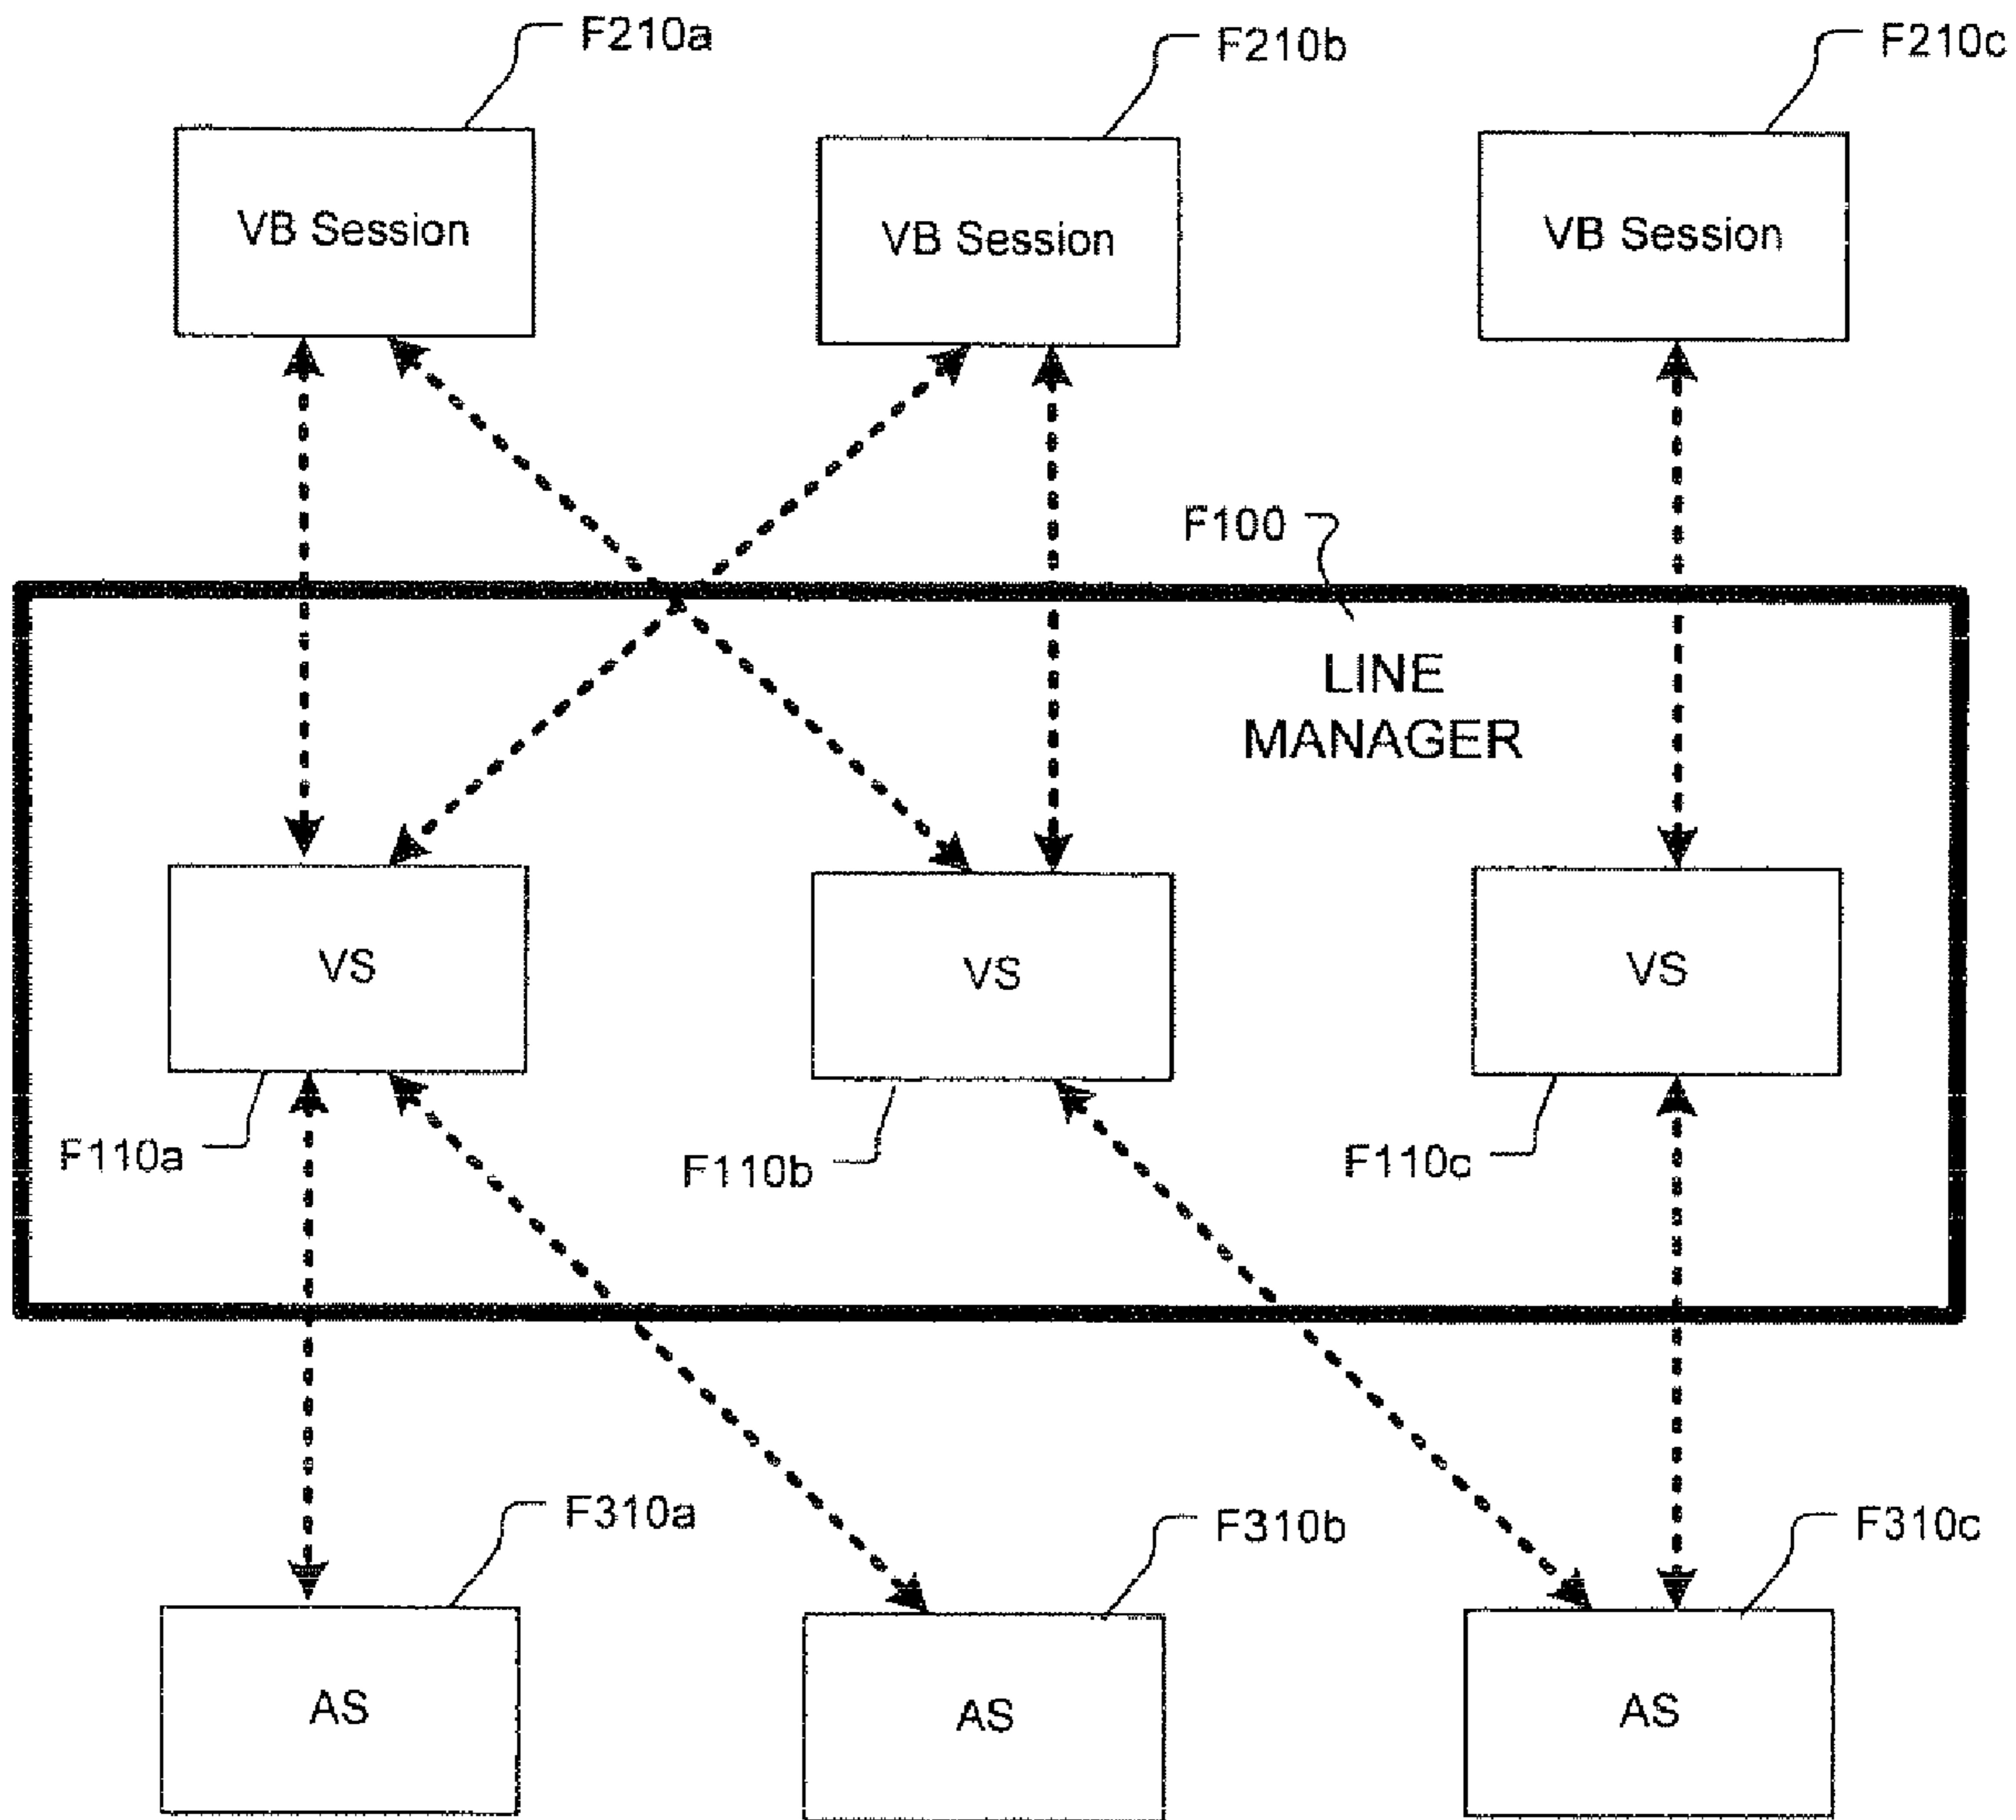 F210a
F210b
F210c
VB Session
VB Session
VB Session
F100
LINE
MANAGER
VS
VS
VS
F110a
F110b
F110c
F310a
F310b
F310c
AS
AS
AS